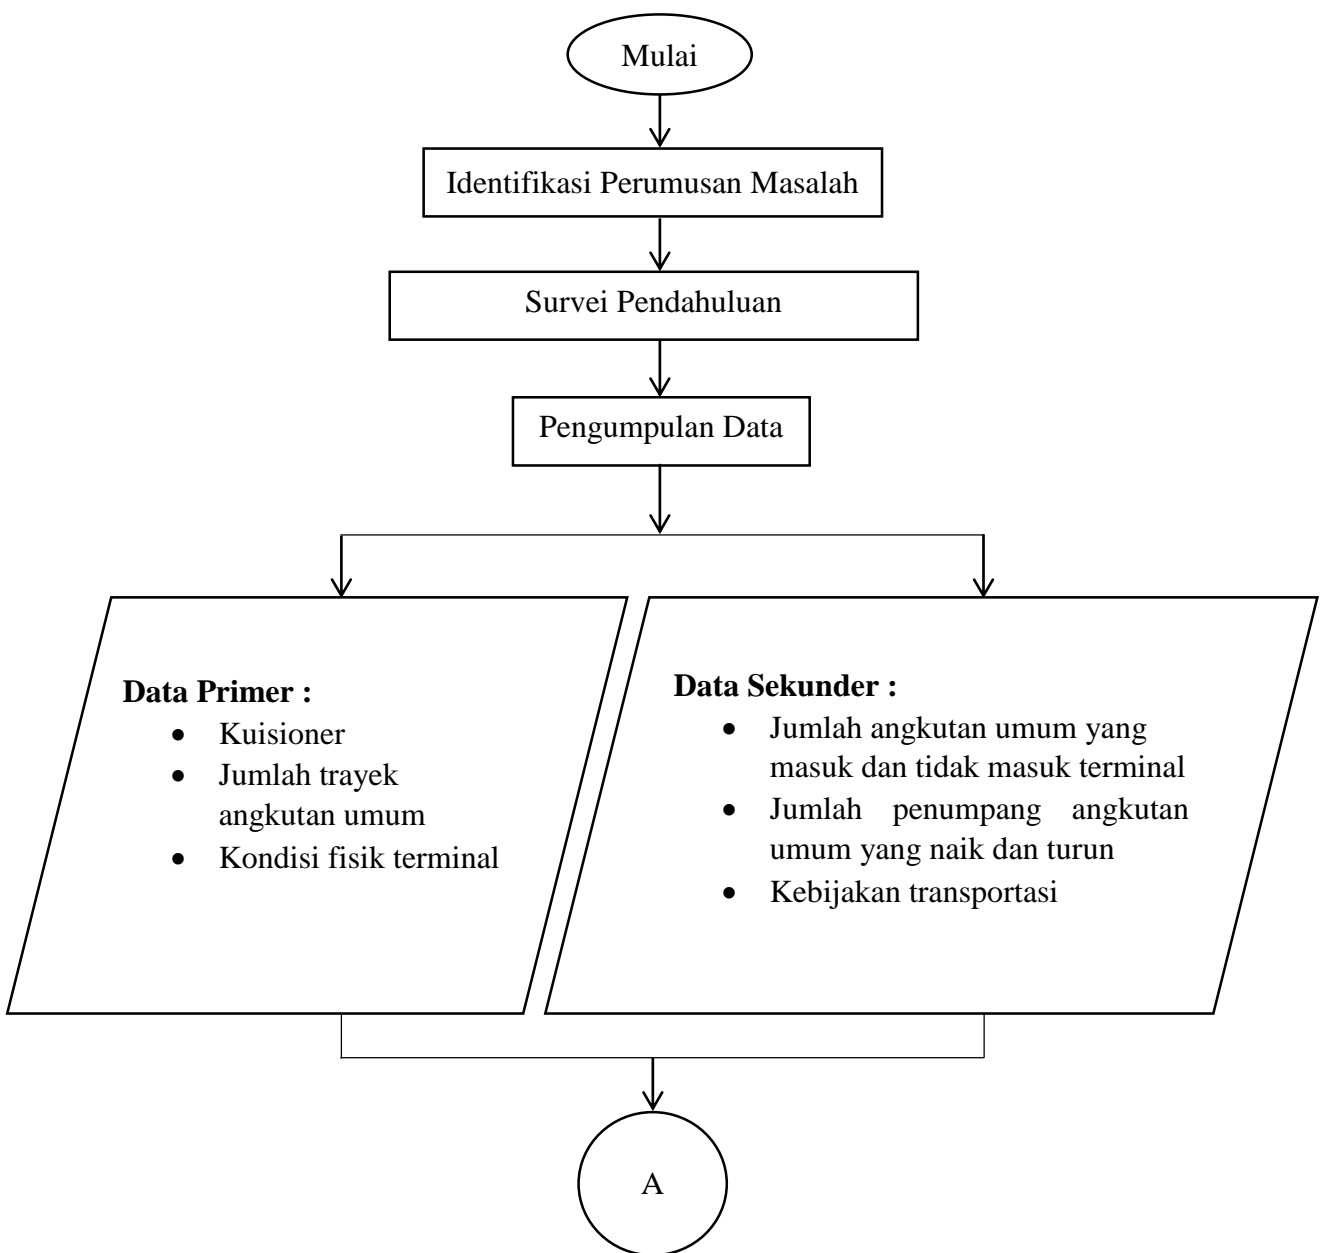 Mulai
Identifikasi Perumusan Masalah
Survei Pendahuluan
Pengumpulan Data
Data Primer :
• Kuisioner
• Jumlah trayek
angkutan umum
• Kondisi fisik terminal
Data Sekunder :
• Jumlah angkutan umum yang
masuk dan tidak masuk terminal
• Jumlah penumpang angkutan
umum yang naik dan turun
• Kebijakan transportasi
A